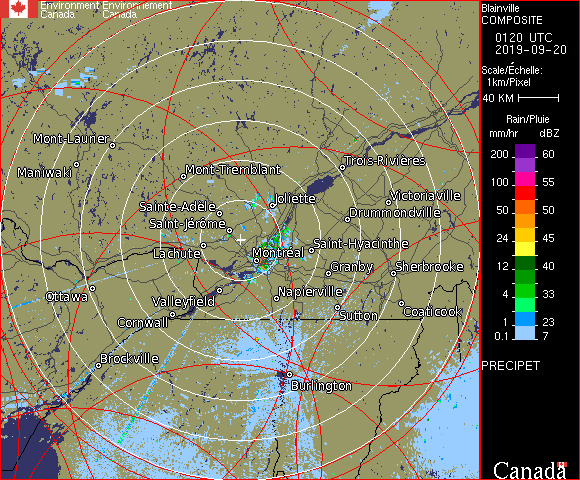 Environment Environnement
Canada Canada
Blainville
COMPOSITE
0120 UTC
2019-09-20
Scale/Échelle:
1km/Pixel
40 KM
Rain/Pluie
mm/hr dBZ
200 60
100 55
50 50
24 45
12 40
4 33
1 23
0.1 7
PRECIPET
Canada
Mont-Laurier
Maniwaki
Mont-Tremblant
Trois-Rivières
Joliette
Victoriaville
Sainte-Adèle
Drummondville
Saint-Jérôme
Saint-Hyacinthe
Lachute
Montréal
Granby
Sherbrooke
Ottawa
Valleyfield
Napierville
Cornwall
Sutton
Coaticook
Brockville
Burlington